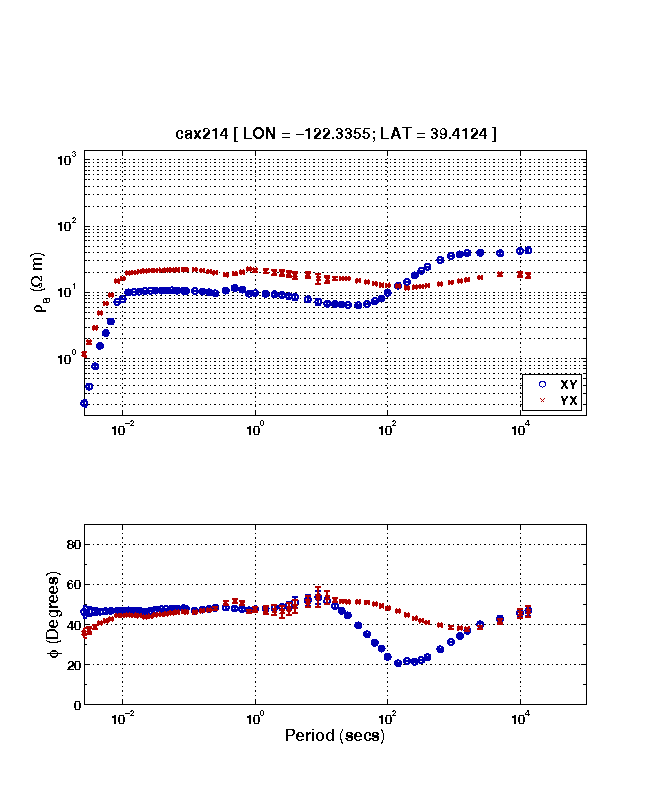 cax214 [ LON = −122.3355; LAT = 39.4124 ]
10³
10²
10¹
10⁰
ρa (Ω m)
XY
YX
10⁻² 10⁰ 10² 10⁴
80
60
40
20
0
ϕ (Degrees)
10⁻² 10⁰ 10² 10⁴
Period (secs)